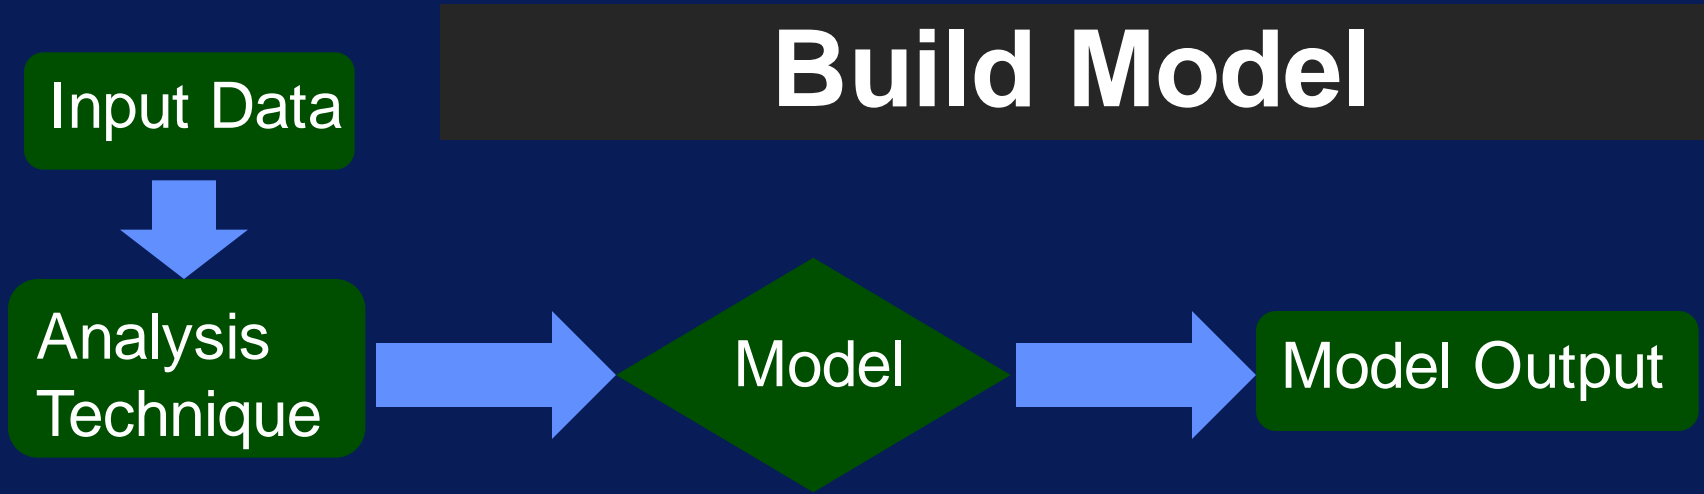 Build Model
Input Data
Analysis
Technique
Model
Model Output